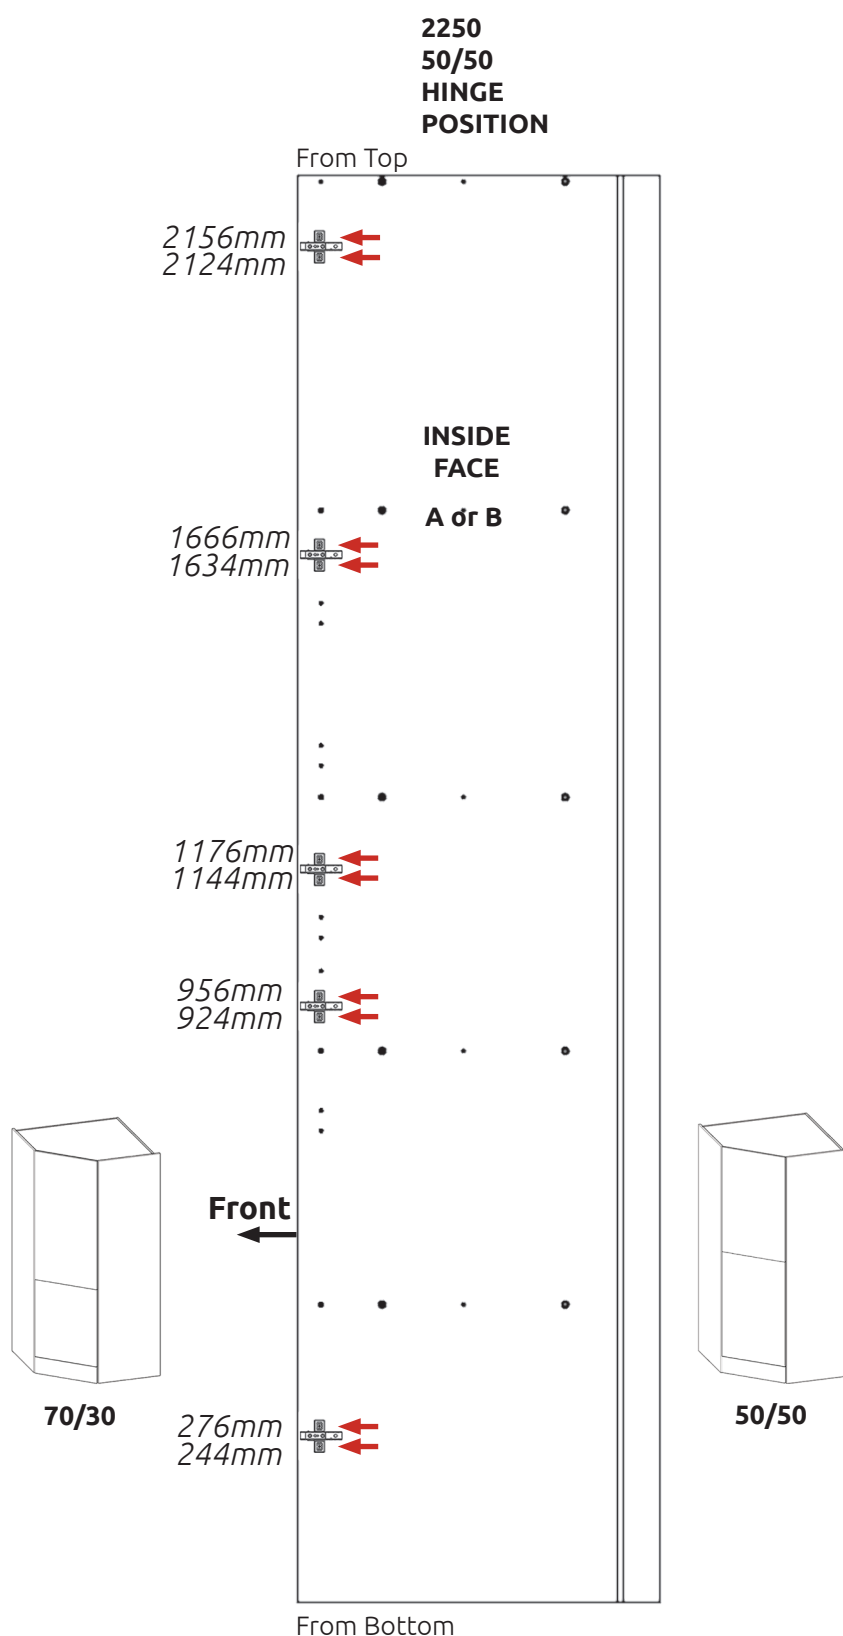 2250
50/50
HINGE
POSITION
From Top
2156mm
2124mm
INSIDE
FACE
A or B
1666mm
1634mm
1176mm
1144mm
956mm
924mm
Front
70/30
50/50
276mm
244mm
From Bottom